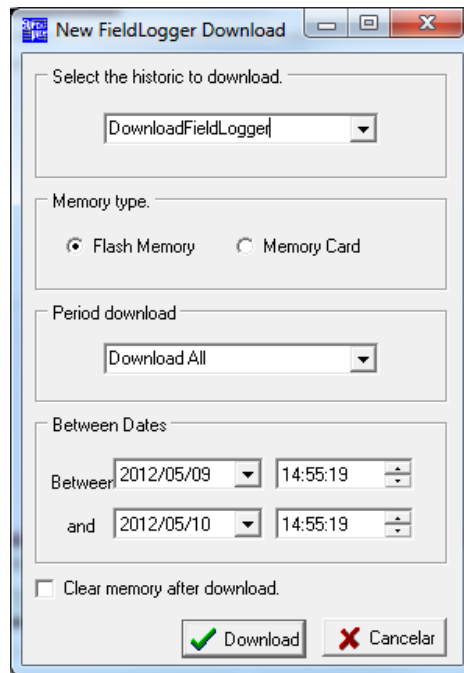 New FieldLogger Download
Select the historic to download.
DownloadFieldLogger
Memory type.
Flash Memory Memory Card
Period download
Download All
Between Dates
Between 2012/05/09 14:55:19
and 2012/05/10 14:55:19
Clear memory after download.
Download Cancelar